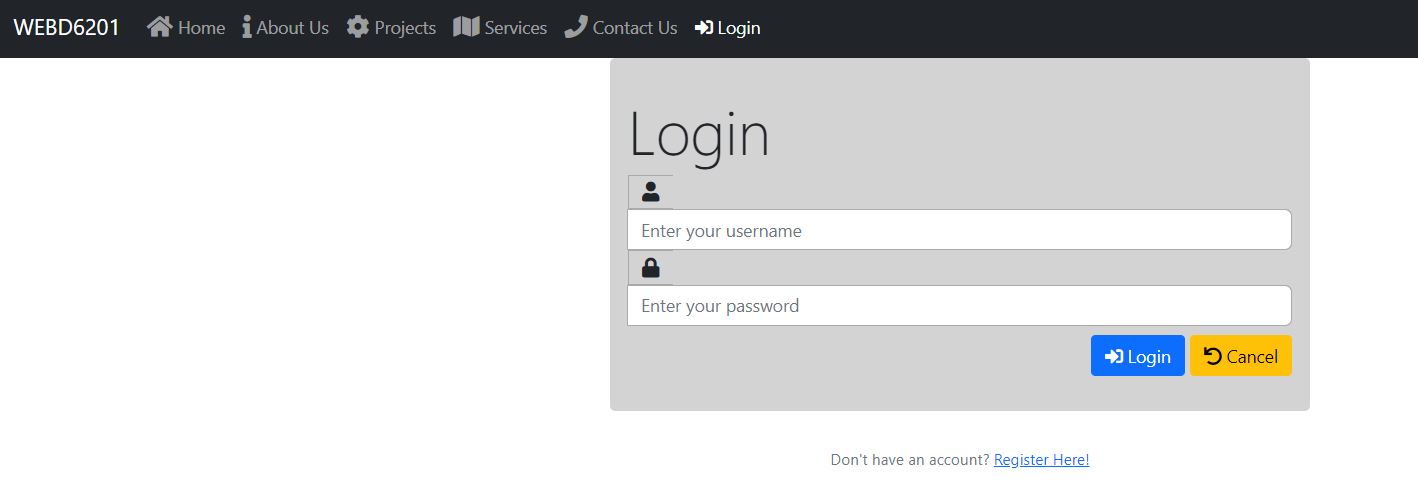 WEBD6201 Home About Us Projects Services Contact Us Login
Login
Enter your username
Enter your password
Login Cancel
Don't have an account? Register Here!